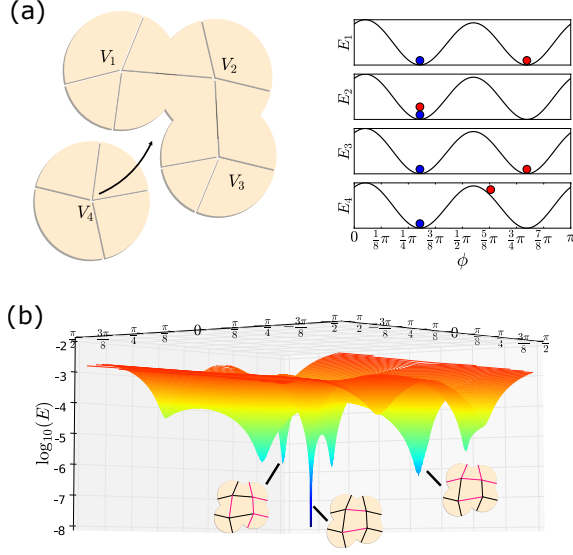 (a)
V₁
V₂
V₃
V₄
E₁
E₂
E₃
E₄
0 1/8π 1/4π 3/8π 1/2π 5/8π 3/4π 7/8π π
ϕ
(b)
π/2 3π/8 π/4 π/8 0 π/8 π/4 −3π/8 π/2 −3π/8 π/4 π/8 0 π/8 π/4 3π/8 π/2
log₁₀(E)
−2
−3
−4
−5
−6
−7
−8